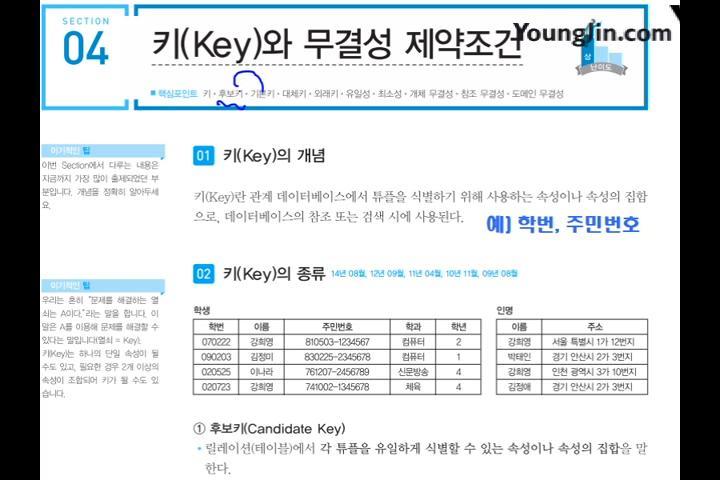 SECTION
04
키(Key)와 무결성 제약조건
YoungJin.com
상
난이도
■ 핵심포인트 키 • 후보키 • 기본키 • 대체키 • 외래키 • 유일성 • 최소성 • 개체 무결성 • 참조 무결성 • 도메인 무결성
이기적인 팁
이번 Section에서 다루는 내용은
지금까지 가장 많이 출제되었던 부
분입니다. 개념을 정확히 알아두세
요.
01 키(Key)의 개념
키(Key)란 관계 데이터베이스에서 튜플을 식별하기 위해 사용하는 속성이나 속성의 집합
으로, 데이터베이스의 참조 또는 검색 시에 사용된다.
예) 학번, 주민번호
02 키(Key)의 종류 14년 08월, 12년 09월, 11년 04월, 10년 11월, 09년 08월
이기적인 팁
우리는 흔히 "문제를 해결하는 열
쇠는 A이다."라는 말을 합니다. 이
말은 A를 이용해 문제를 해결할 수
있다는 말입니다(열쇠 = Key).
키(Key)는 하나의 단일 속성이 될
수도 있고, 필요한 경우 2개 이상의
속성이 조합되어 키가 될 수도 있
습니다.
학생
학번 이름 주민번호 학과 학년
070222 강희영 810503-1234567 컴퓨터 2
090203 김정미 830225-2345678 컴퓨터 1
020525 이나라 761207-2456789 신문방송 4
020723 강희영 741002-1345678 체육 4
인명
이름 주소
강희영 서울 특별시 1가 12번지
박태인 경기 안산시 2가 3번지
강희영 인천 광역시 3가 10번지
김정애 경기 안산시 2가 3번지
① 후보키(Candidate Key)
• 릴레이션(테이블)에서 각 튜플을 유일하게 식별할 수 있는 속성이나 속성의 집합을 말
한다.